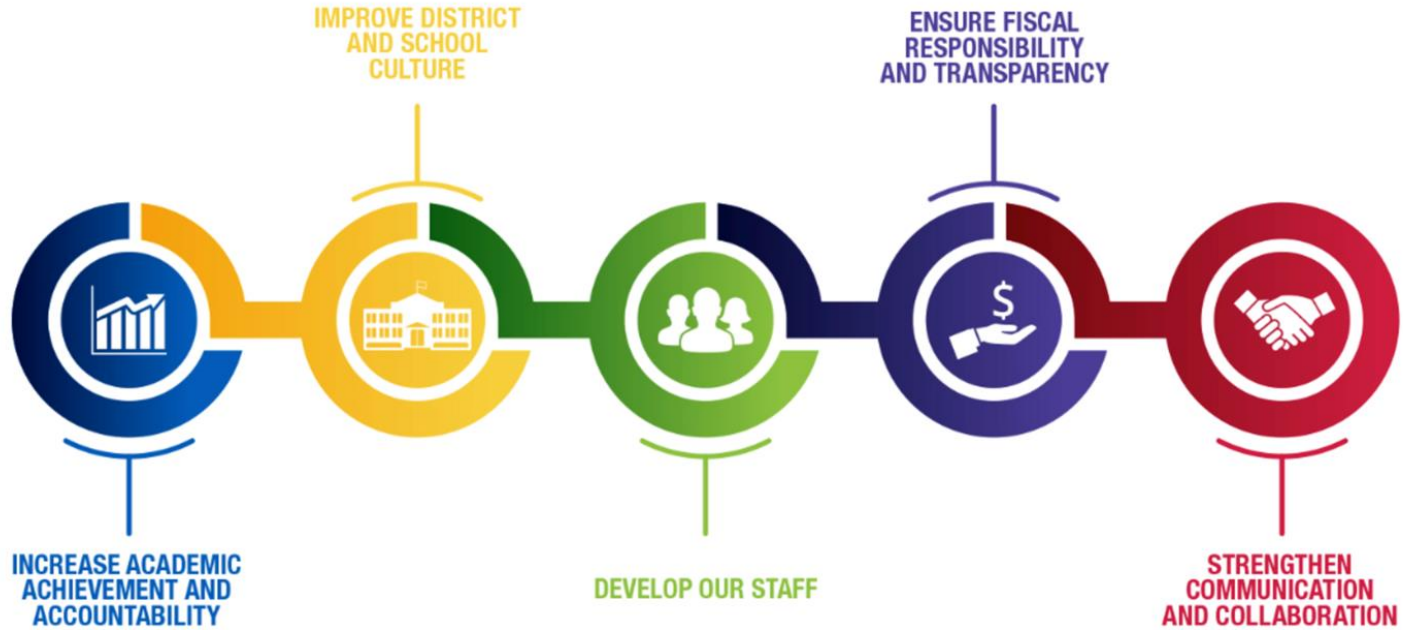 IMPROVE DISTRICT
AND SCHOOL
CULTURE
ENSURE FISCAL
RESPONSIBILITY
AND TRANSPARENCY
$
INCREASE ACADEMIC
ACHIEVEMENT AND
ACCOUNTABILITY
DEVELOP OUR STAFF
STRENGTHEN
COMMUNICATION
AND COLLABORATION